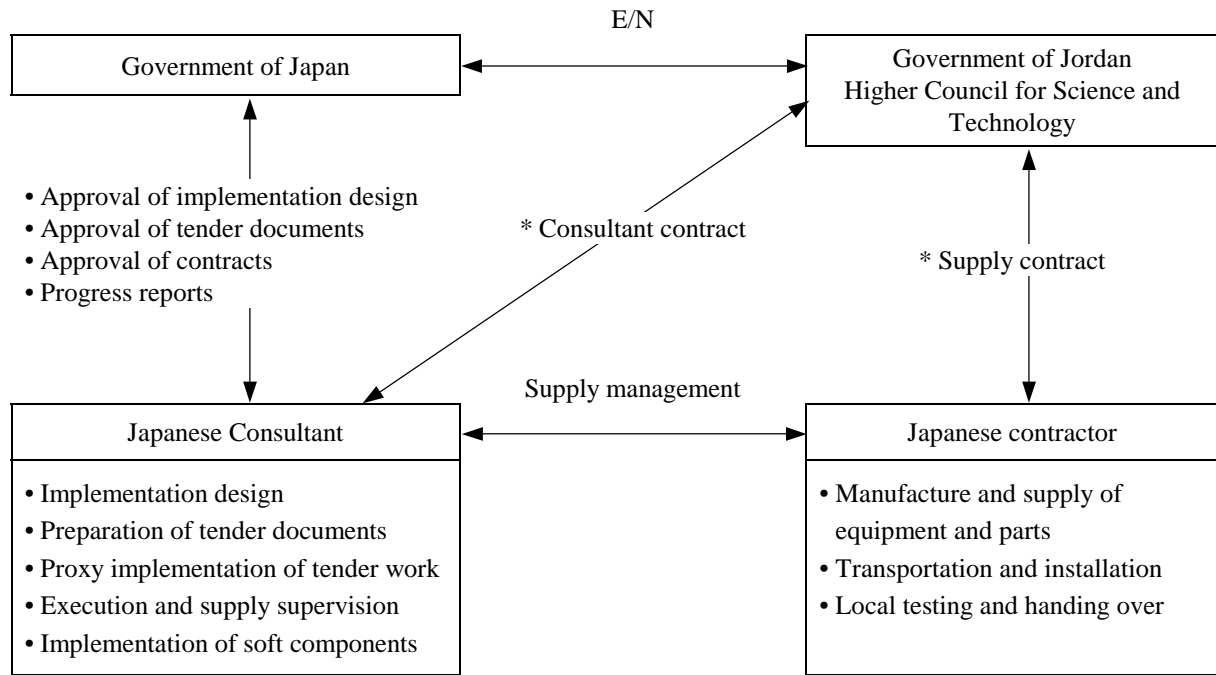 E/N
Government of Japan
Government of Jordan
Higher Council for Science and
Technology
• Approval of implementation design
• Approval of tender documents
• Approval of contracts
• Progress reports
* Consultant contract
* Supply contract
Supply management
Japanese Consultant
• Implementation design
• Preparation of tender documents
• Proxy implementation of tender work
• Execution and supply supervision
• Implementation of soft components
Japanese contractor
• Manufacture and supply of
equipment and parts
• Transportation and installation
• Local testing and handing over